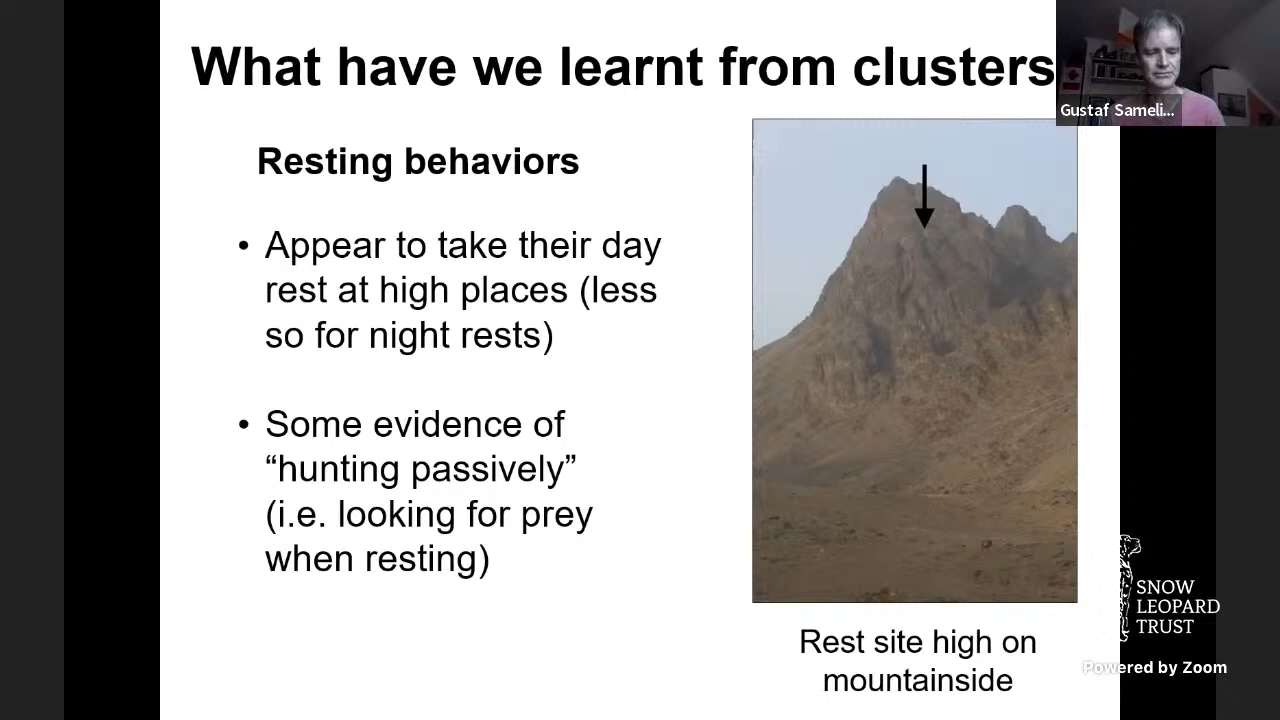 What have we learnt from clusters
Gustaf Sameli...
Resting behaviors
• Appear to take their day
rest at high places (less
so for night rests)
• Some evidence of
“hunting passively”
(i.e. looking for prey
when resting)
Rest site high on
mountainside
SNOW
LEOPARD
TRUST
Powered by Zoom